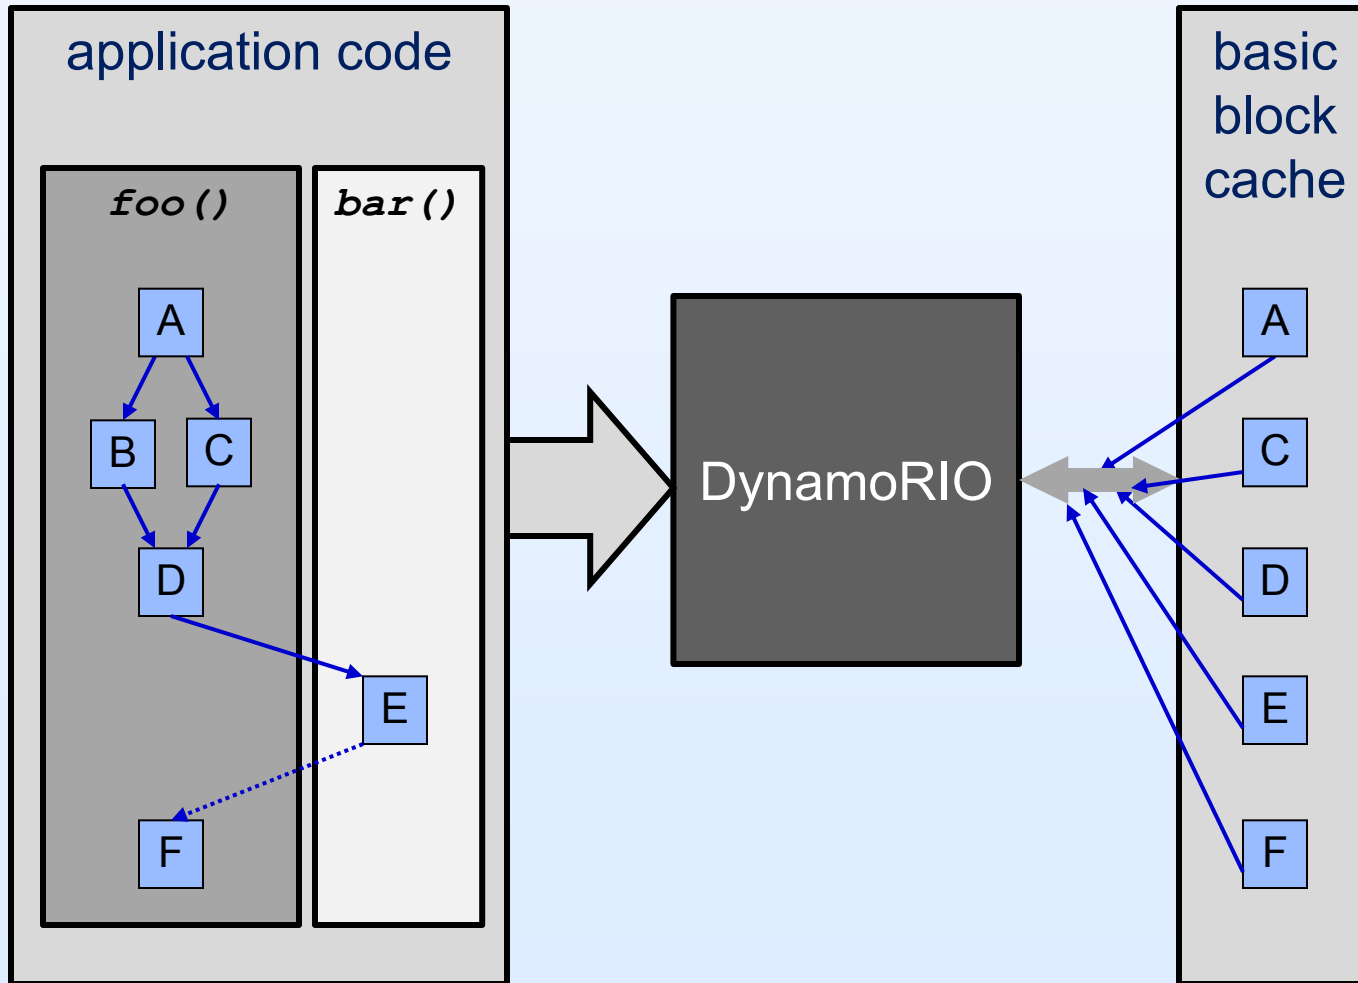 application code
foo()
bar()
A
B
C
D
E
F
DynamoRIO
basic
block
cache
A
C
D
E
F